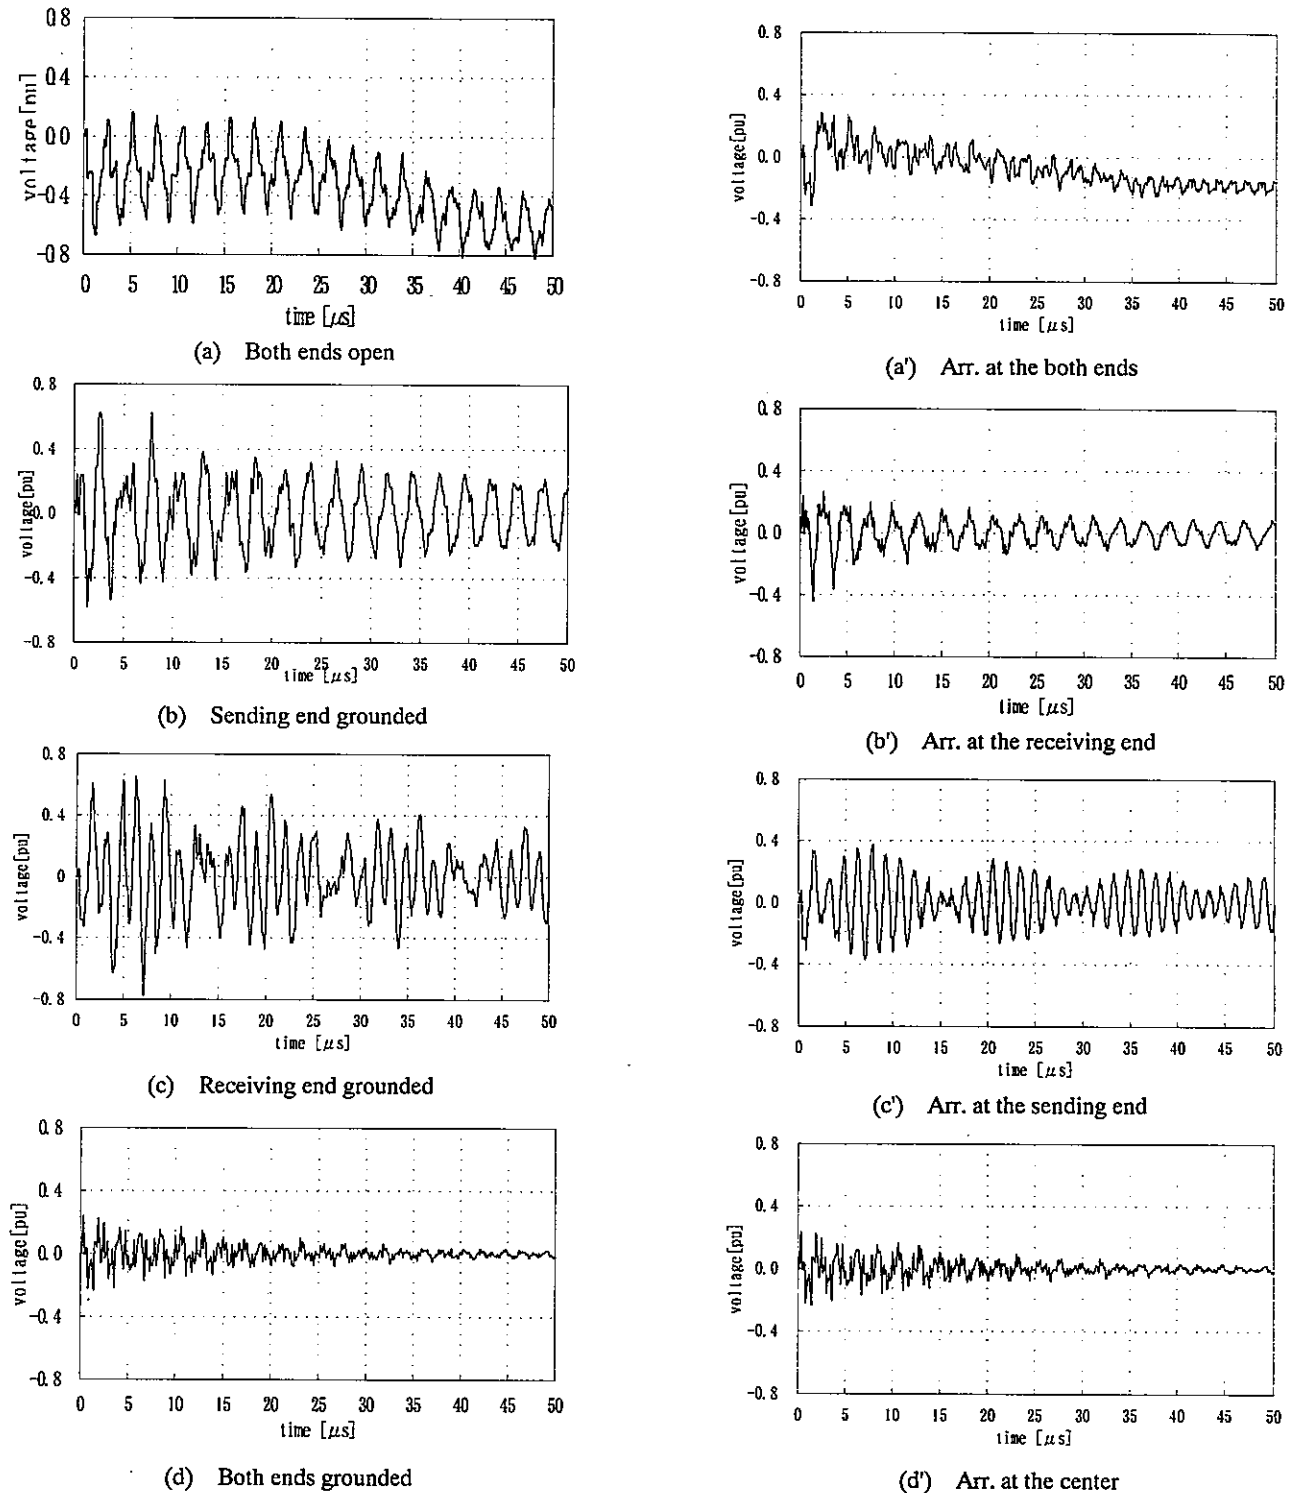 0.8
0.4
0.0
-0.4
-0.8
voltage [pu]
0 5 10 15 20 25 30 35 40 45 50
time [μs]
(a) Both ends open
0.8
0.4
0.0
-0.4
-0.8
voltage[pu]
0 5 10 15 20 25 30 35 40 45 50
time [μs]
(b) Sending end grounded
0.8
0.4
0
-0.4
-0.8
voltage[pu]
0 5 10 15 20 25 30 35 40 45 50
time [μs]
(c) Receiving end grounded
0.8
0.4
0.0
-0.4
-0.8
voltage[pu]
0 5 10 15 20 25 30 35 40 45 50
time [μs]
(d) Both ends grounded
0.8
0.4
0.0
-0.4
-0.8
voltage[pu]
0 5 10 15 20 25 30 35 40 45 50
time [μs]
(a') Arr. at the both ends
0.8
0.4
0.0
-0.4
-0.8
voltage[pu]
0 5 10 15 20 25 30 35 40 45 50
time [μs]
(b') Arr. at the receiving end
0.8
0.4
0.0
-0.4
-0.8
voltage[pu]
0 5 10 15 20 25 30 35 40 45 50
time [μs]
(c') Arr. at the sending end
0.8
0.4
0.0
-0.4
-0.8
voltage[pu]
0 5 10 15 20 25 30 35 40 45 50
time [μs]
(d') Arr. at the center